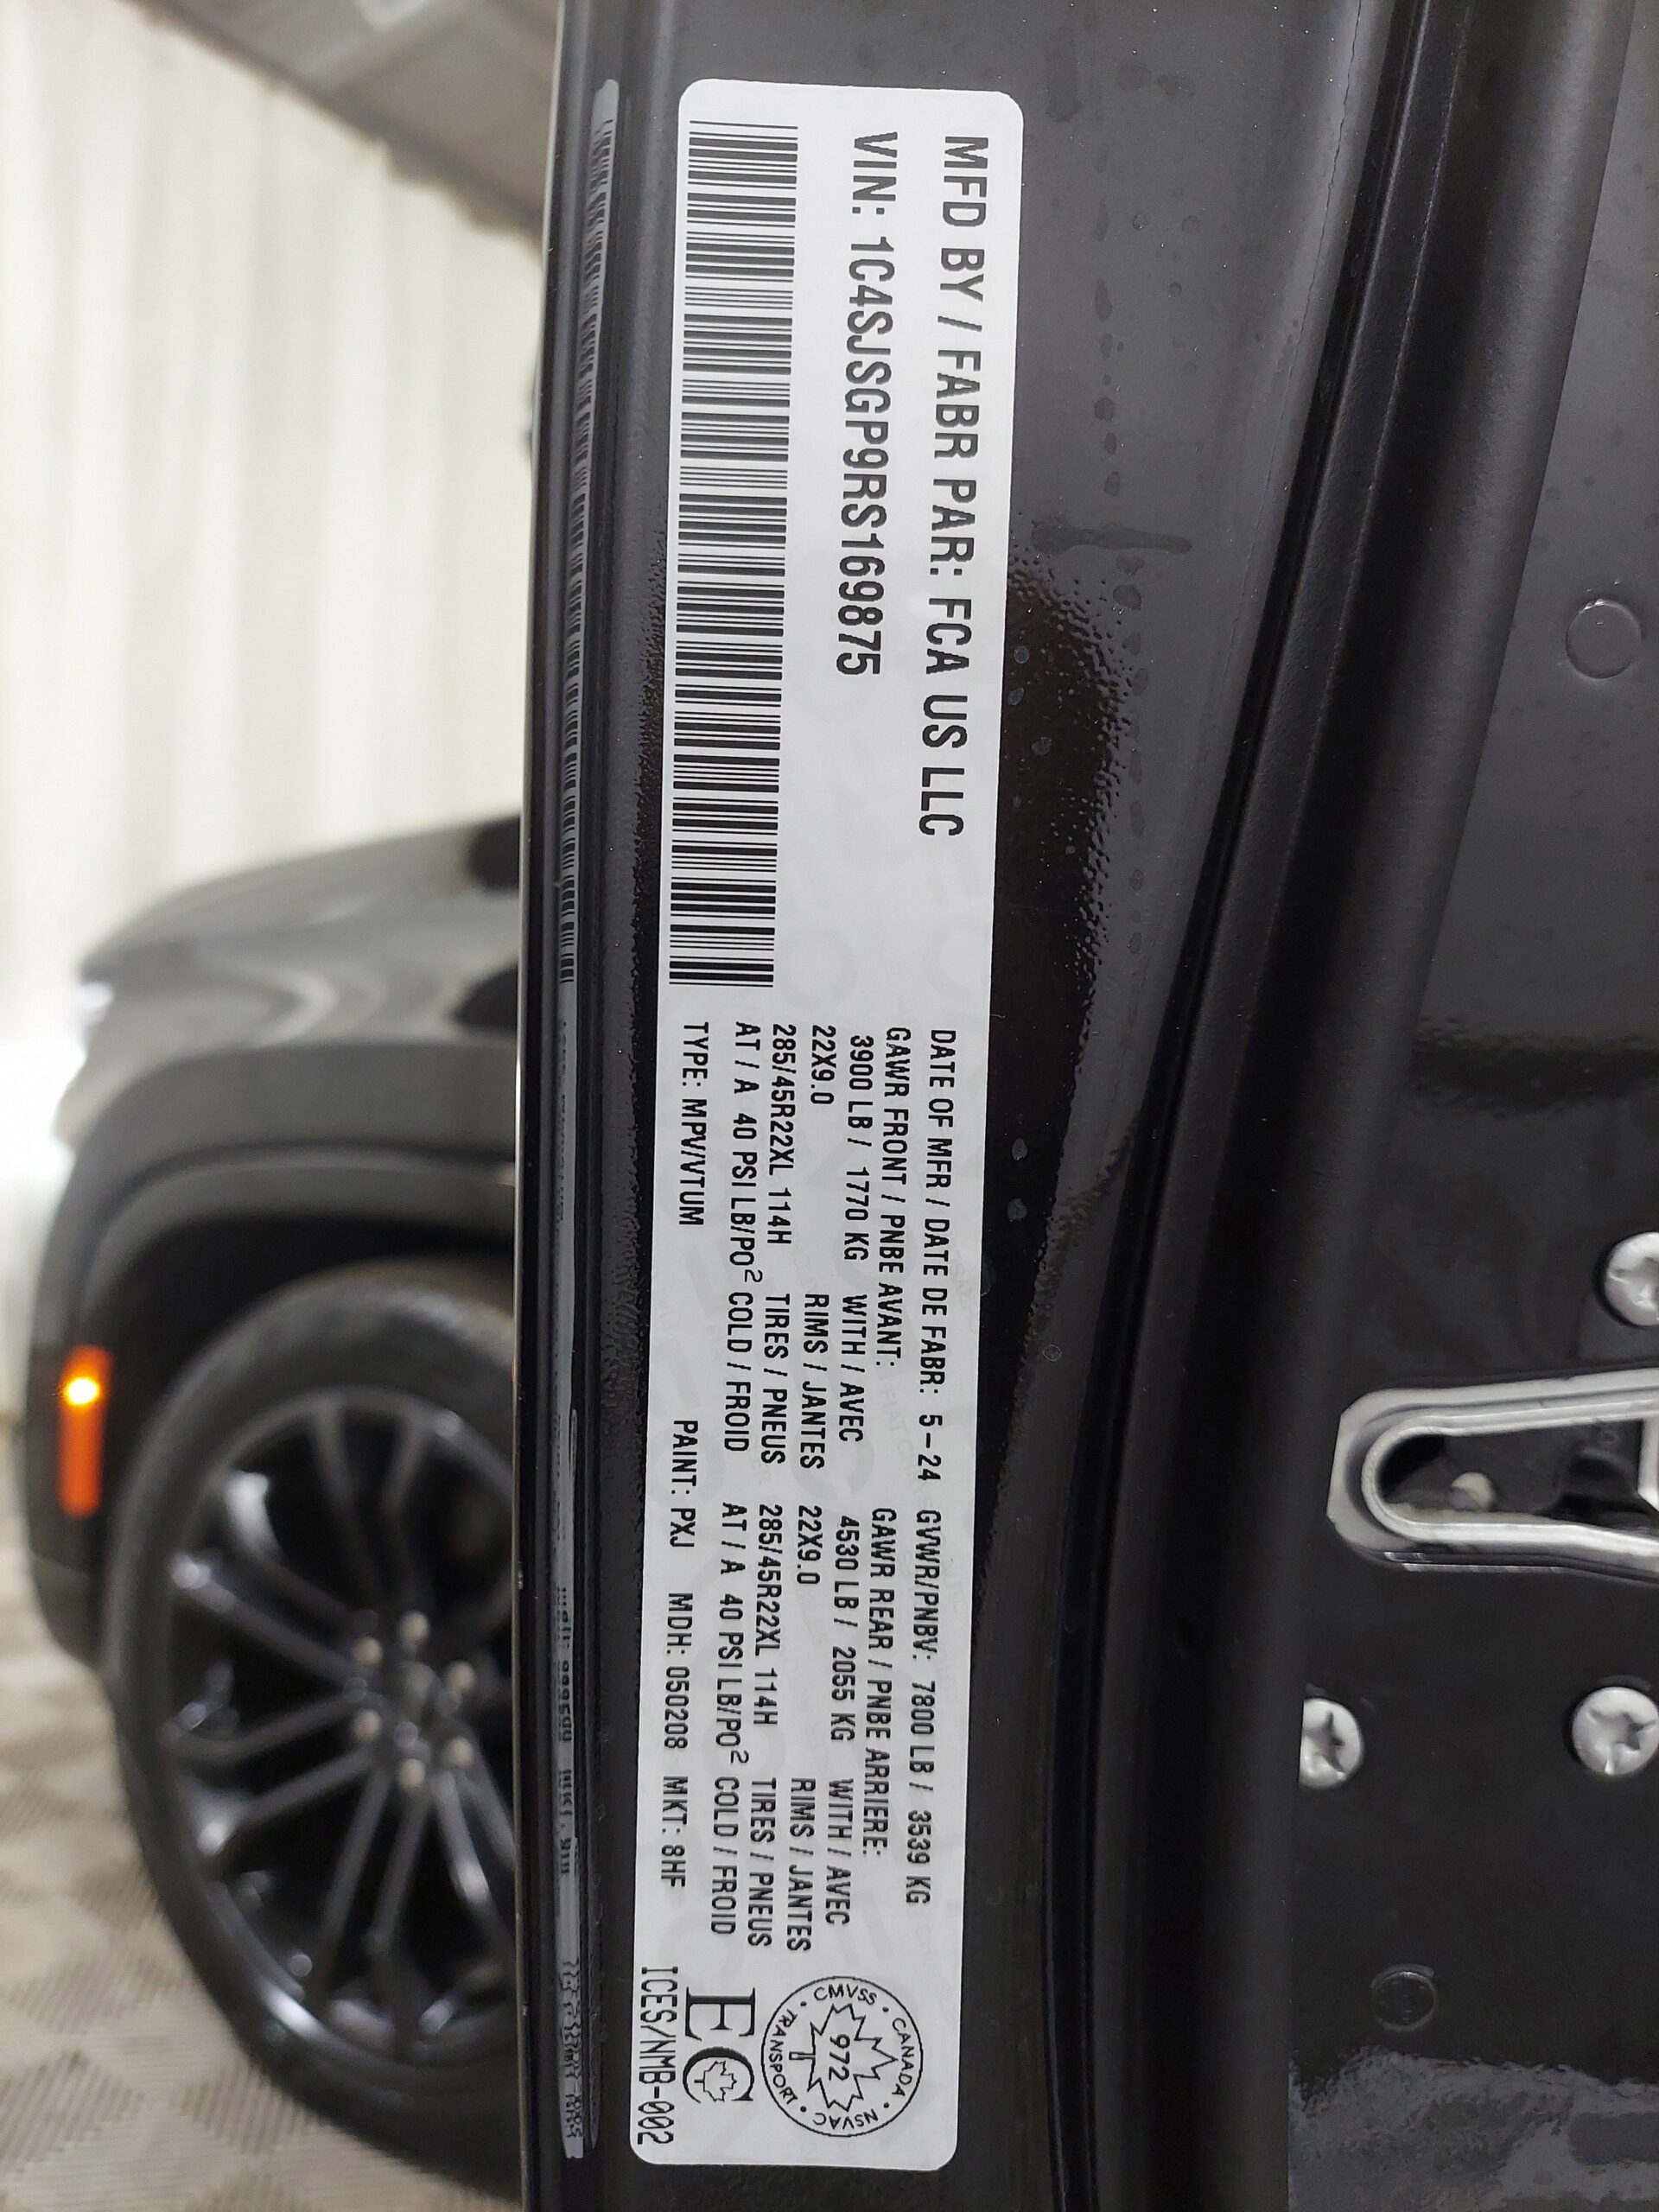 MFD BY / FABR PAR: FCA US LLC
VIN: 1C4SJSGP9RS169875
DATE OF MFR / DATE DE FABR: 5-24 GVWR/PNBV: 7800 LB / 3539 KG
GAWR FRONT / PNBE AVANT: GAWR REAR / PNBE ARRIERE:
3900 LB / 1770 KG WITH / AVEC 4530 LB / 2055 KG WITH / AVEC
22X9.0 RIMS / JANTES 22X9.0 RIMS / JANTES
285/45R22XL 114H TIRES / PNEUS 285/45R22XL 114H TIRES / PNEUS
AT / A 40 PSI LB/PO² COLD / FROID AT / A 40 PSI LB/PO² COLD / FROID
TYPE: MPV/VTUM PAINT: PXJ MDH: 050208 MKT: 8HF
CMVSS • CANADA • NSVAC • TRANSPORT •
972
T
EC
ICES/NMB-002